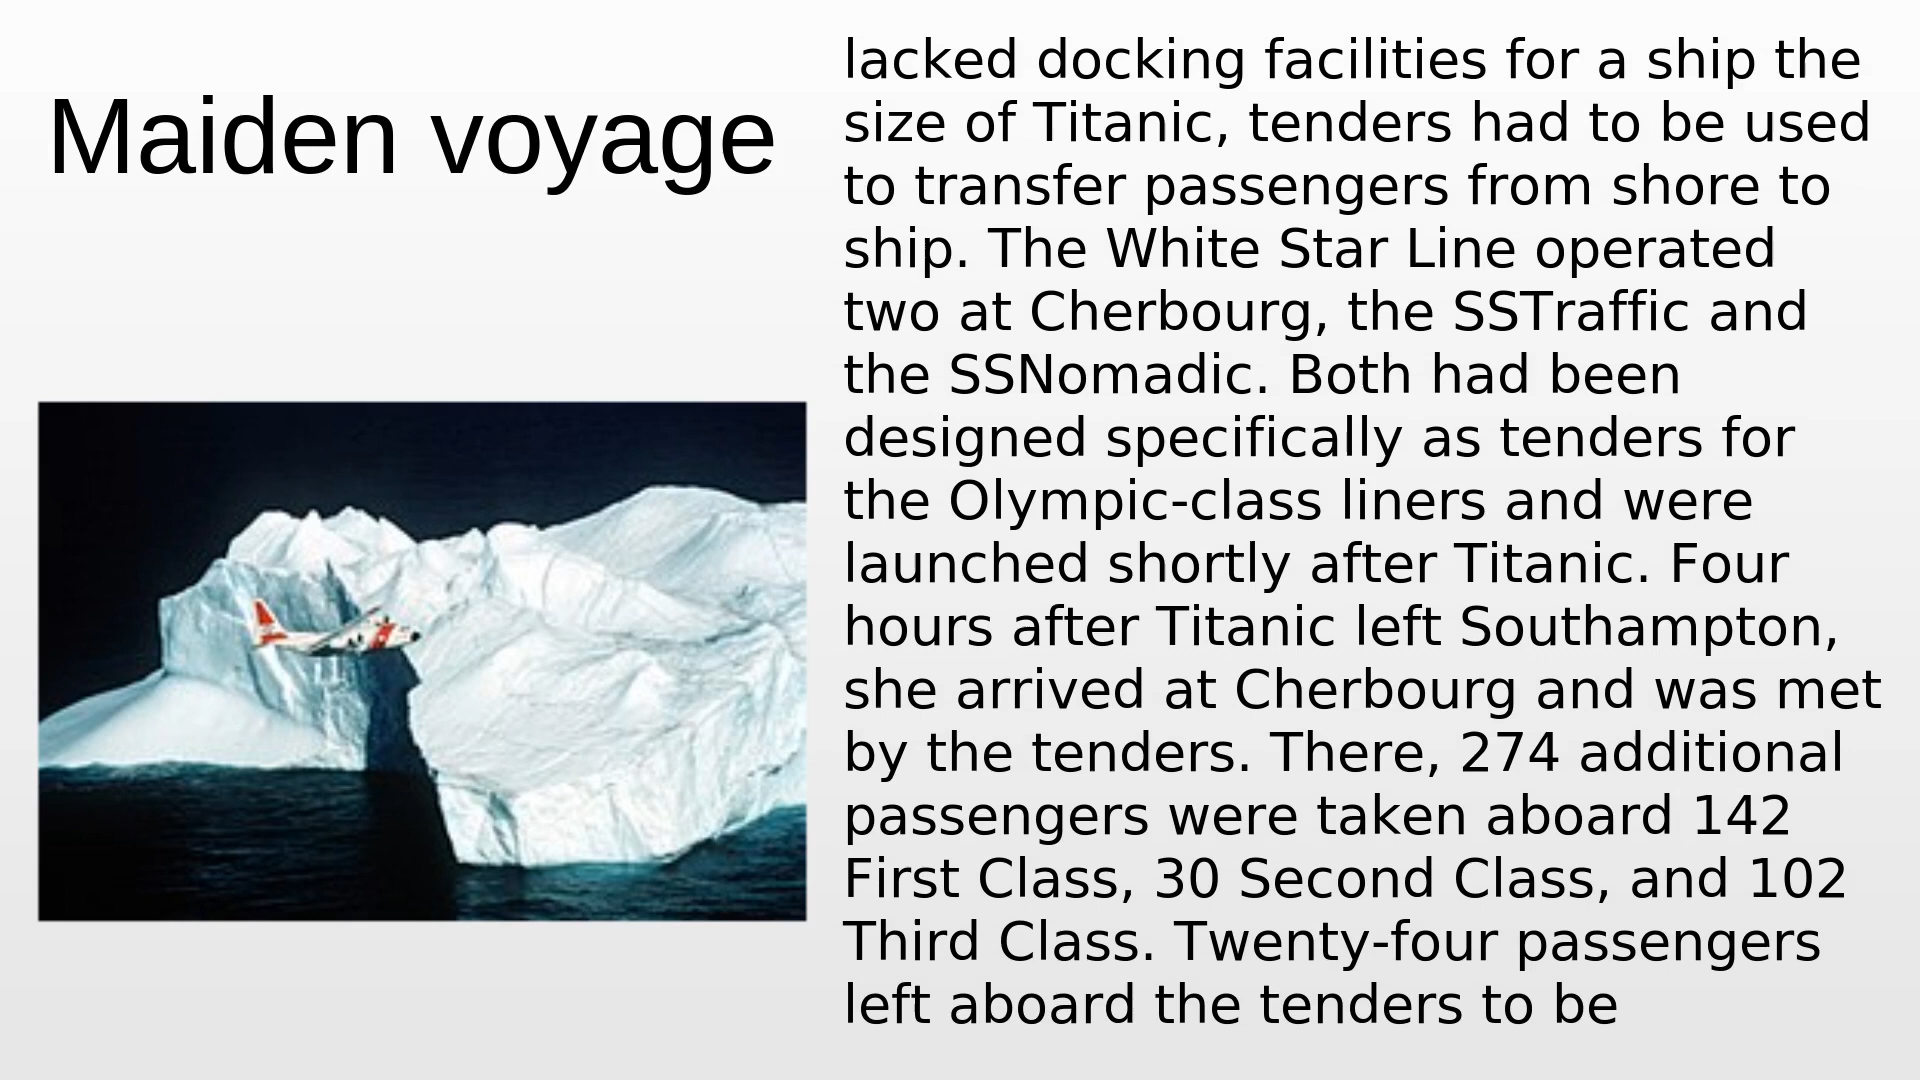 Maiden voyage
lacked docking facilities for a ship the
size of Titanic, tenders had to be used
to transfer passengers from shore to
ship. The White Star Line operated
two at Cherbourg, the SSTraffic and
the SSNomadic. Both had been
designed specifically as tenders for
the Olympic-class liners and were
launched shortly after Titanic. Four
hours after Titanic left Southampton,
she arrived at Cherbourg and was met
by the tenders. There, 274 additional
passengers were taken aboard 142
First Class, 30 Second Class, and 102
Third Class. Twenty-four passengers
left aboard the tenders to be